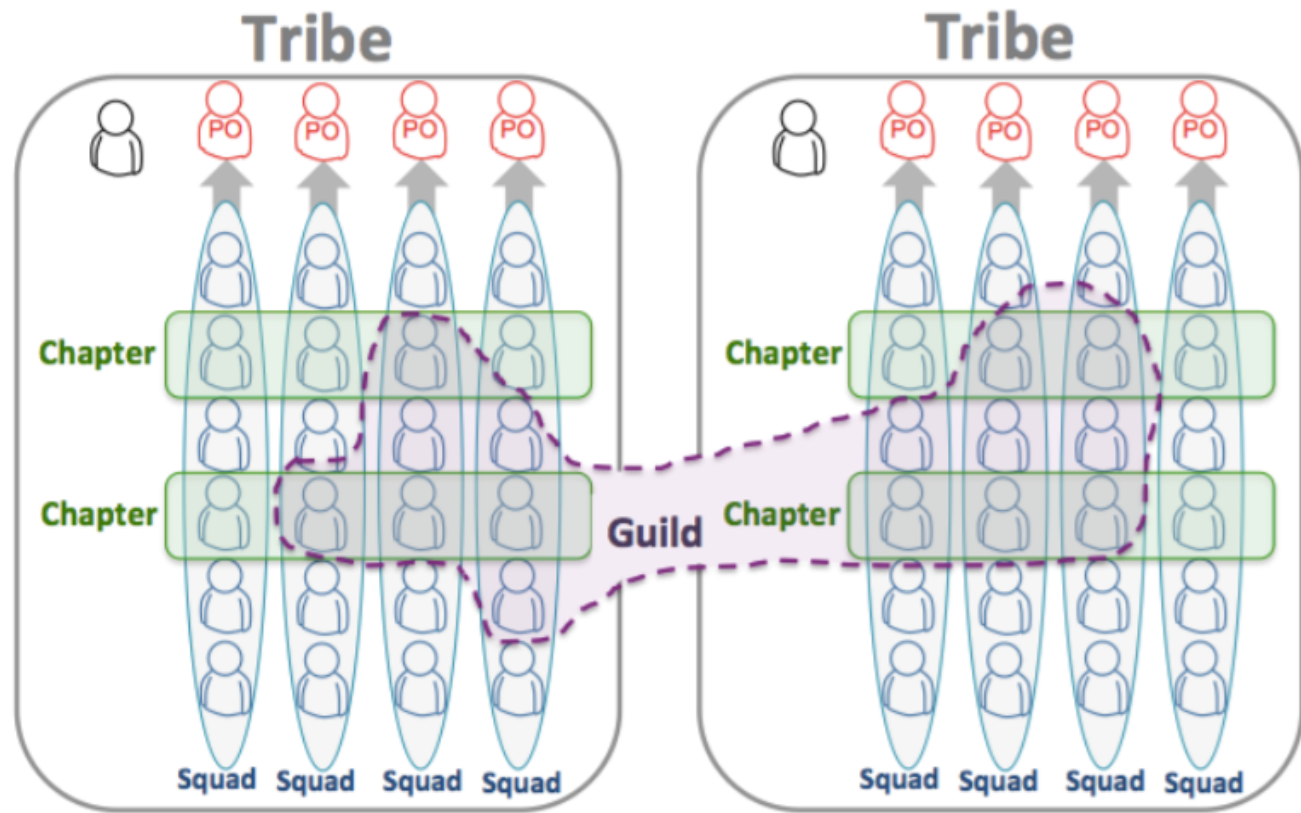 Tribe Tribe
PO PO PO PO PO PO PO PO
Chapter Chapter
Chapter Guild Chapter
Squad Squad Squad Squad Squad Squad Squad Squad